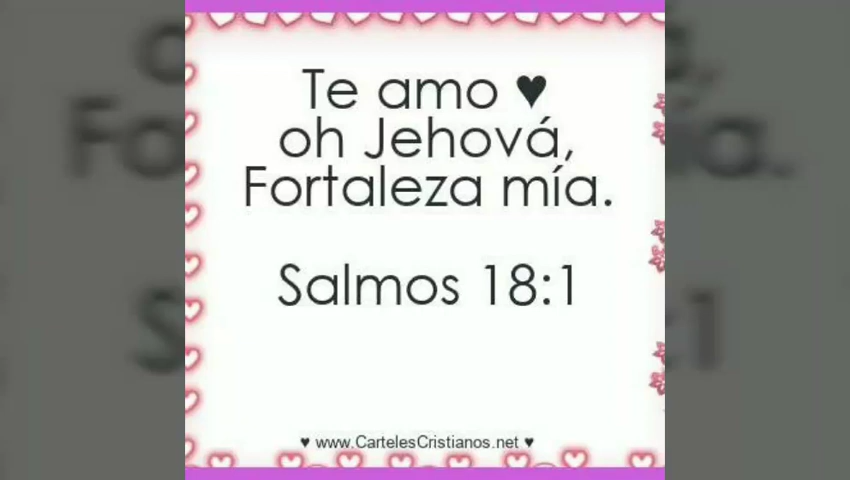 Te amo ♥
oh Jehová,
Fortaleza mía.
Salmos 18:1
♥ www.CartelesCristianos.net ♥